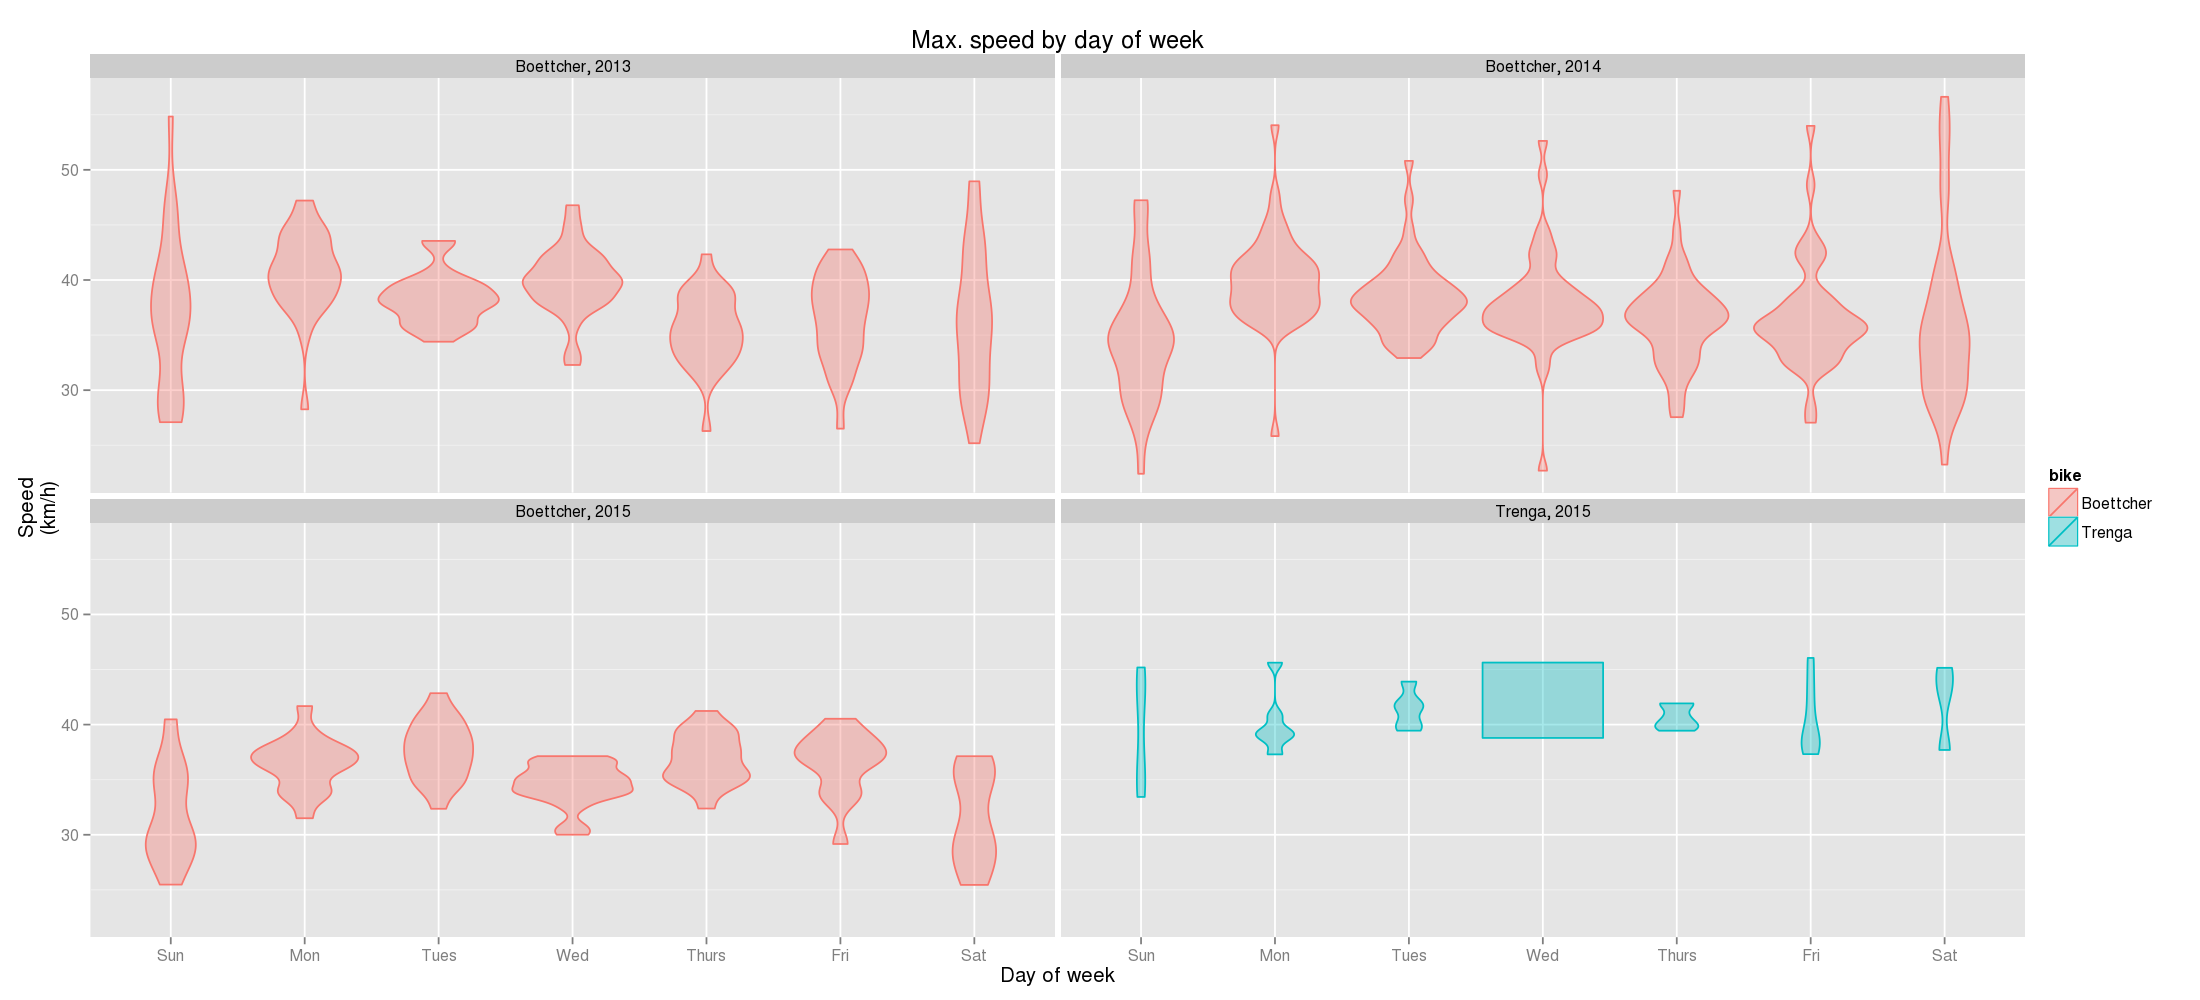 Max. speed by day of week
Boettcher, 2013
Boettcher, 2014
50
40
30
Boettcher, 2015
Trenga, 2015
50
40
30
Speed
(km/h)
Sun Mon Tues Wed Thurs Fri Sat
Sun Mon Tues Wed Thurs Fri Sat
Day of week
bike
Boettcher
Trenga